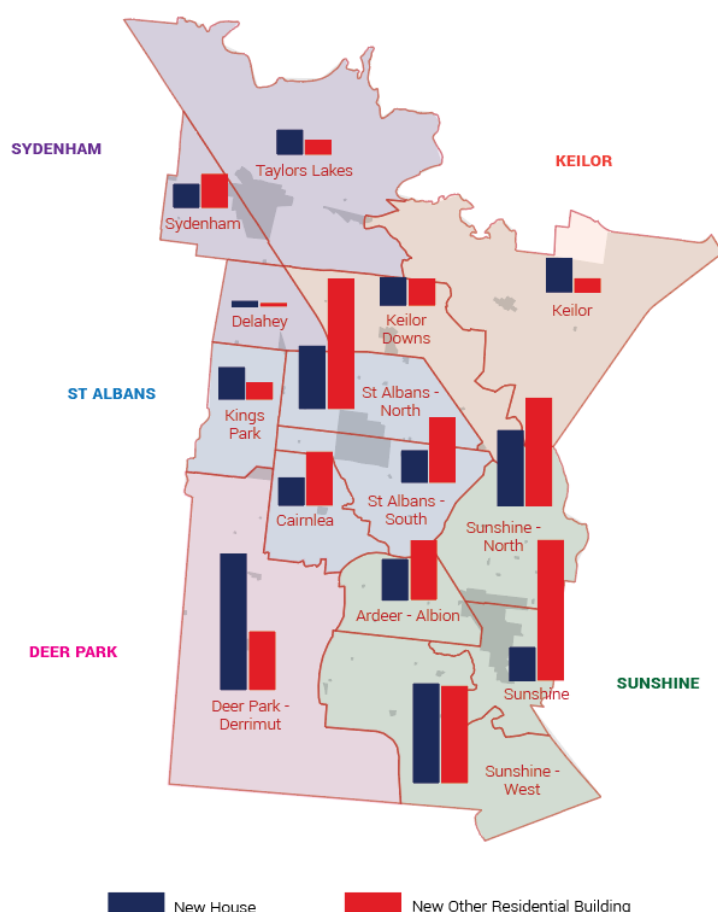 SYDENHAM
KEILOR
Taylors Lakes
Sydenham
Delahey
Keilor
Downs
Keilor
ST ALBANS
Kings
Park
St Albans -
North
Cairnlea
St Albans -
South
Sunshine -
North
Ardeer - Albion
DEER PARK
Deer Park -
Derrimut
Sunshine
SUNSHINE
Sunshine -
West
New House
New Other Residential Building